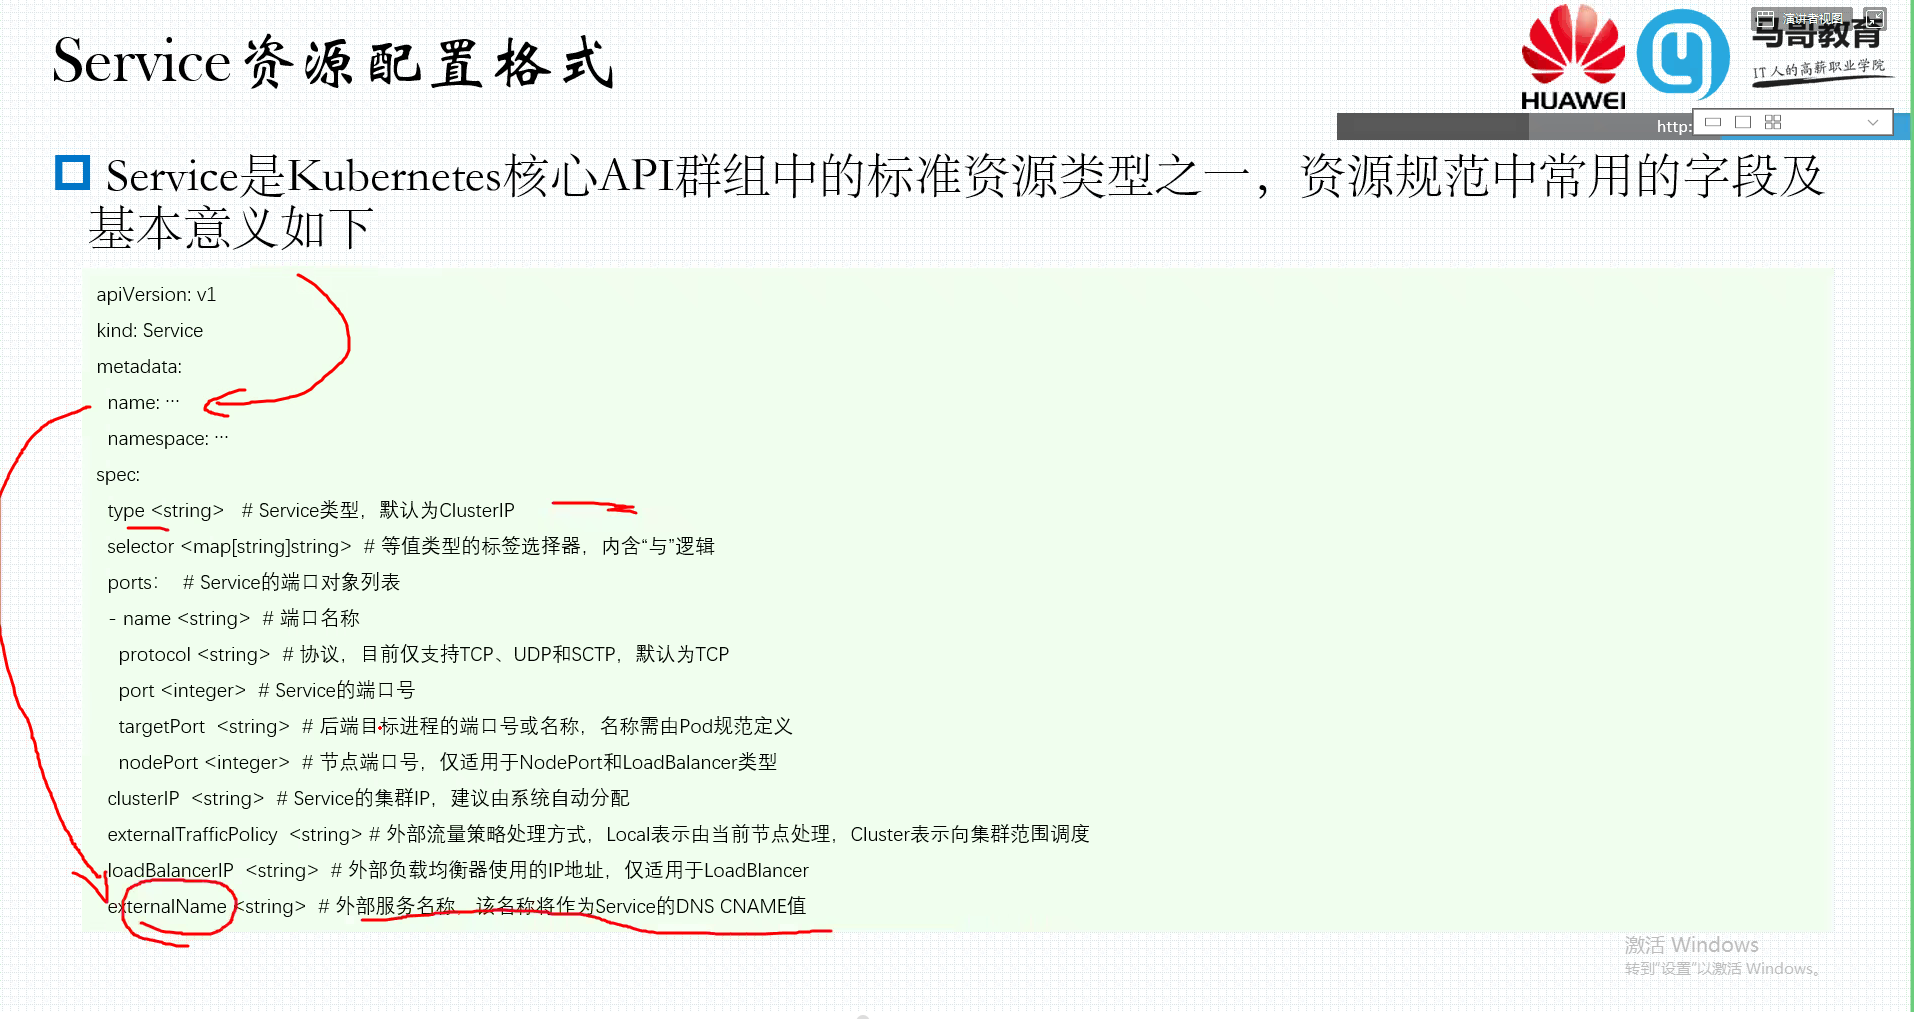 Service资源配置格式
演讲者视图
HUAWEI
马哥教育
IT人的高薪职业学院
http:
Service是Kubernetes核心API群组中的标准资源类型之一，资源规范中常用的字段及
基本意义如下
apiVersion: v1
kind: Service
metadata:
name: …
namespace: …
spec:
type <string> # Service类型，默认为ClusterIP
selector <map[string]string> # 等值类型的标签选择器，内含“与”逻辑
ports： # Service的端口对象列表
- name <string> # 端口名称
protocol <string> # 协议，目前仅支持TCP、UDP和SCTP，默认为TCP
port <integer> # Service的端口号
targetPort <string> # 后端目标进程的端口号或名称，名称需由Pod规范定义
nodePort <integer> # 节点端口号，仅适用于NodePort和LoadBalancer类型
clusterIP <string> # Service的集群IP，建议由系统自动分配
externalTrafficPolicy <string> # 外部流量策略处理方式，Local表示由当前节点处理，Cluster表示向集群范围调度
loadBalancerIP <string> # 外部负载均衡器使用的IP地址，仅适用于LoadBlancer
externalName <string> # 外部服务名称，该名称将作为Service的DNS CNAME值
激活 Windows
转到“设置”以激活 Windows。